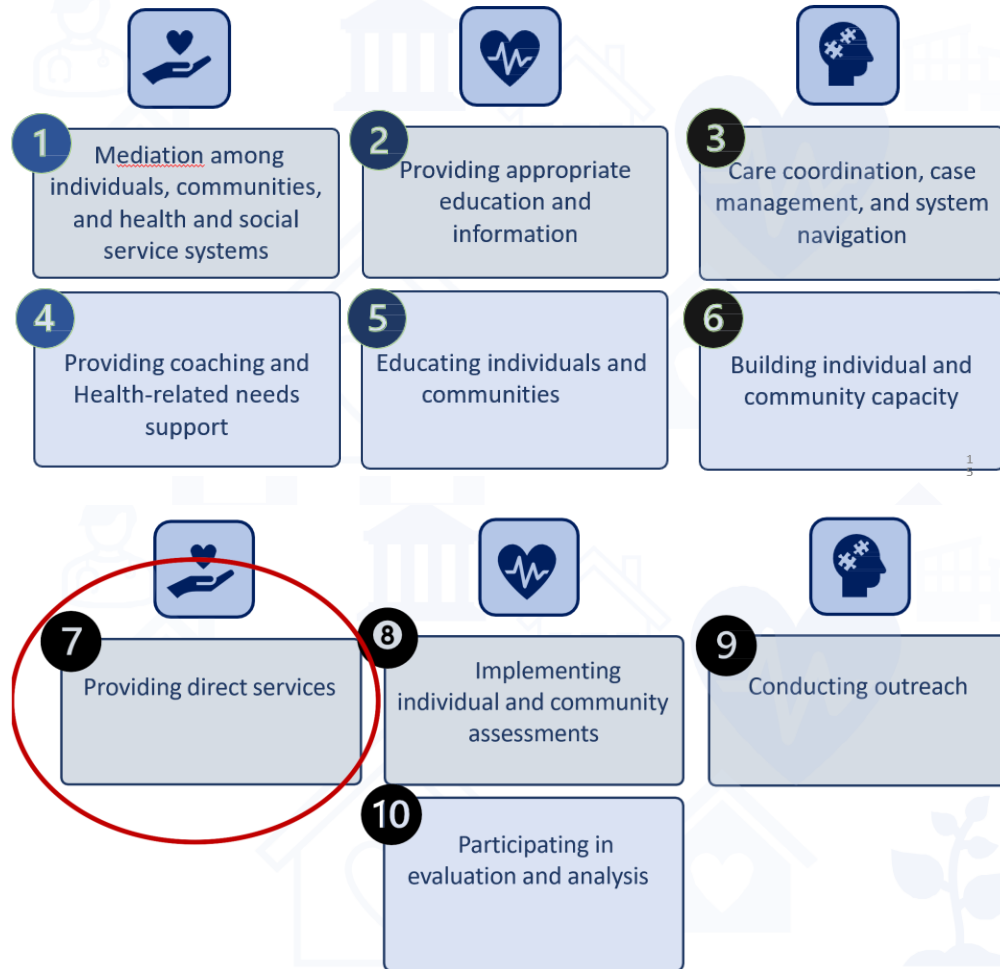 1
Mediation among
individuals, communities,
and health and social
service systems
2
Providing appropriate
education and
information
3
Care coordination, case
management, and system
navigation
4
Providing coaching and
Health-related needs
support
5
Educating individuals and
communities
6
Building individual and
community capacity
1
3
7
Providing direct services
8
Implementing
individual and community
assessments
9
Conducting outreach
10
Participating in
evaluation and analysis